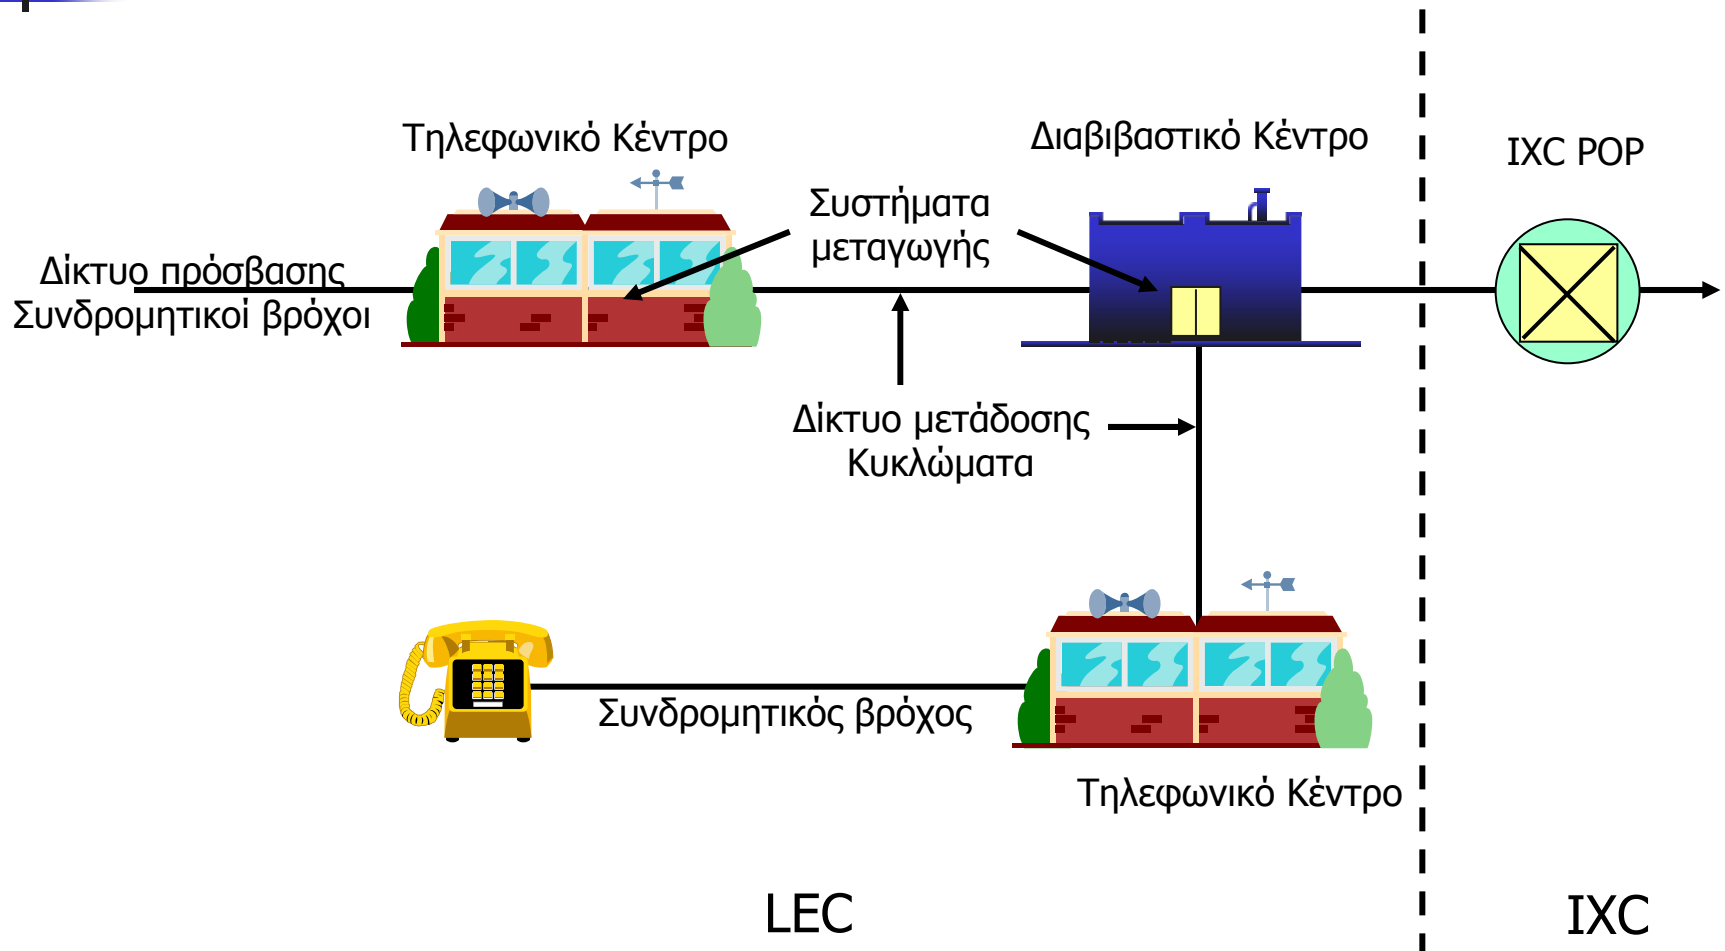 Τηλεφωνικό Κέντρο
Διαβιβαστικό Κέντρο
IXC POP
Συστήματα
μεταγωγής
Δίκτυο πρόσβασης
Συνδρομητικοί βρόχοι
Δίκτυο μετάδοσης
Κυκλώματα
Συνδρομητικός βρόχος
Τηλεφωνικό Κέντρο
LEC
IXC